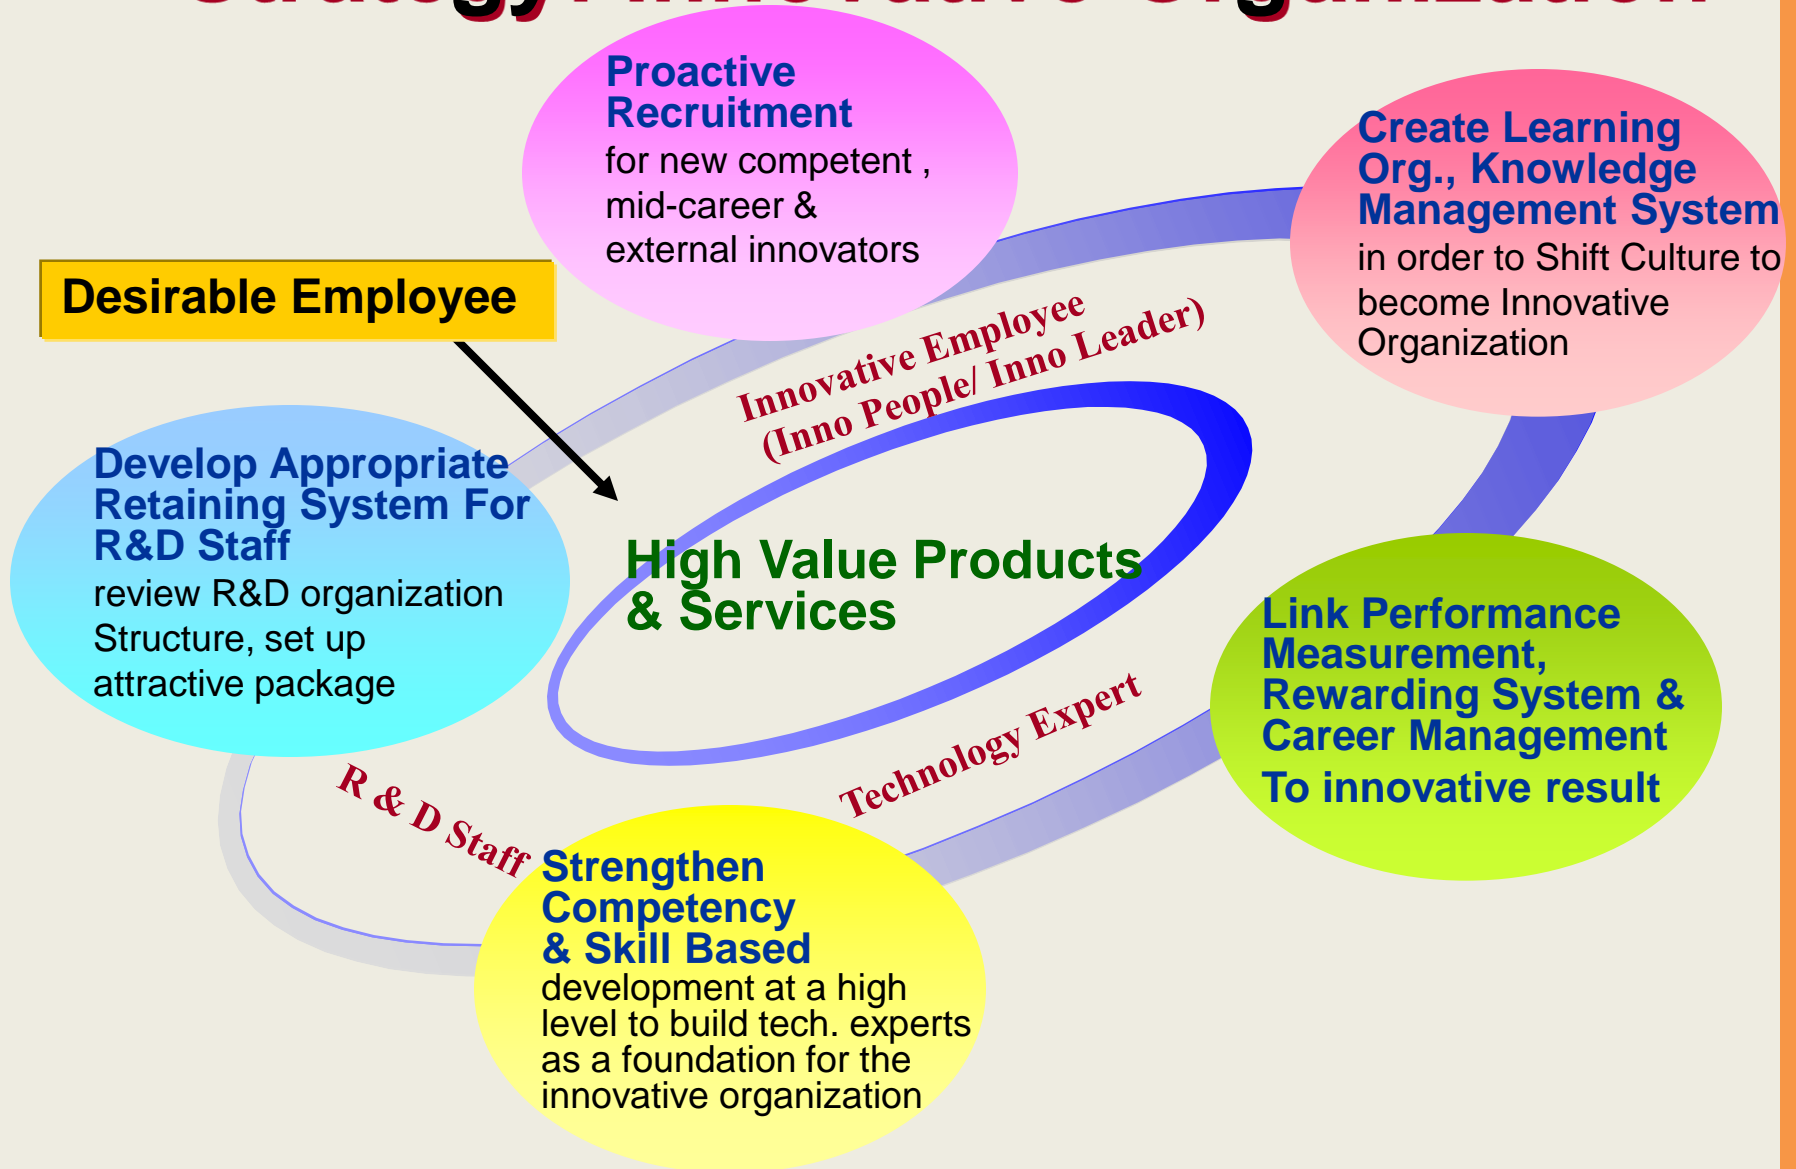 Strategy: Innovative Organization
Proactive
Recruitment
for new competent ,
mid-career &
external innovators
Create Learning
Org., Knowledge
Management System
in order to Shift Culture to
become Innovative
Organization
Desirable Employee
Innovative Employee
(Inno People/ Inno Leader)
Develop Appropriate
Retaining System For
R&D Staff
review R&D organization
Structure, set up
attractive package
High Value Products
& Services
Link Performance
Measurement,
Rewarding System &
Career Management
To innovative result
Technology Expert
R & D Staff
Strengthen
Competency
& Skill Based
development at a high
level to build tech. experts
as a foundation for the
innovative organization